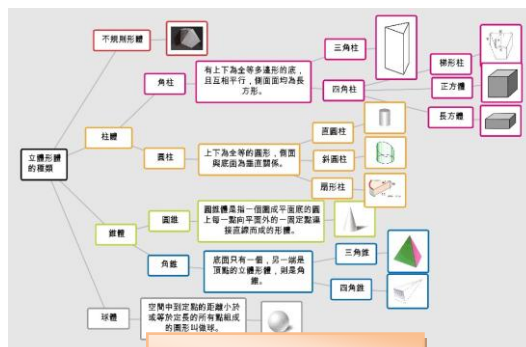 不規則形體
三角柱
梯形柱
有上下為全等多邊形的底，
且互相平行，側面面均為長
方形。
角柱
四角柱
正方體
長方體
柱體
直圓柱
圓柱
上下為全等的圓形，側面
與底面為垂直關係。
斜圓柱
立體形體
的種類
扇形柱
圓錐
圓錐體是指一個圓或平面底的圓
上每一點向平面外的一固定點連
接直線而成的形體。
錐體
三角錐
角錐
底面只有一個，另一端是
頂點的立體形體，則是角
錐。
四角錐
球體
空間中到定點的距離小於
或等於定長的所有點組成
的圖形叫做球。